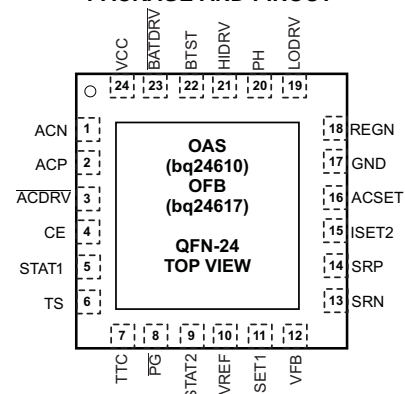 PACKAGE AND PINOUT
VCC
BATDRV
BTST
HIDRV
PH
LODRV
24
23
22
21
20
19
ACN 1
ACP 2
ACDRV 3
CE 4
STAT1 5
TS 6
OAS
(bq24610)
OFB
(bq24617)
QFN-24
TOP VIEW
18 REGN
17 GND
16 ACSET
15 ISET2
14 SRP
13 SRN
7
8
9
10
11
12
TTC
PG
STAT2
VREF
SET1
VFB